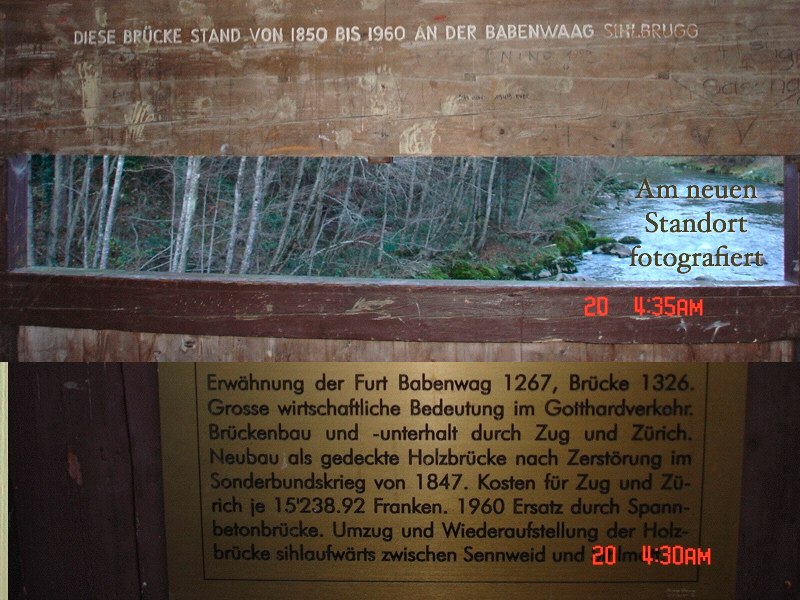 DIESE BRÜCKE STAND VON 1850 BIS 1960 AN DER BABENWAAG SIHLBRUGG
Am neuen
Standort
fotografiert
20 4:35AM
Erwähnung der Furt Babenwag 1267, Brücke 1326.
Grosse wirtschaftliche Bedeutung im Gotthardverkehr.
Brückenbau und -unterhalt durch Zug und Zürich.
Neubau als gedeckte Holzbrücke nach Zerstörung im
Sonderbundskrieg von 1847. Kosten für Zug und Zü-
rich je 15'238.92 Franken. 1960 Ersatz durch Spann-
betonbrücke. Umzug und Wiederaufstellung der Holz-
brücke sihlaufwärts zwischen Sennweid und
20 4:30AM